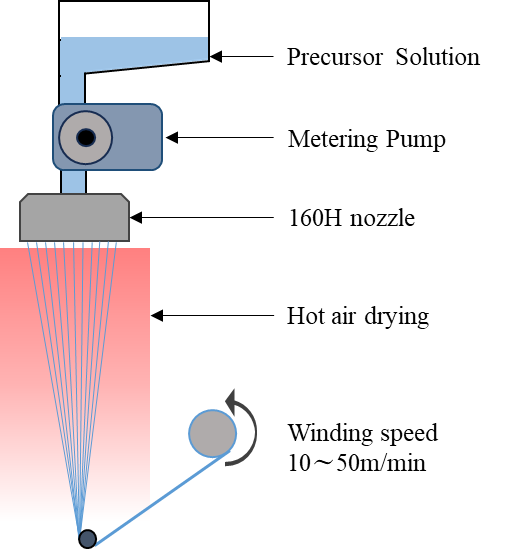 Precursor Solution
Metering Pump
160H nozzle
Hot air drying
Winding speed
10～50m/min